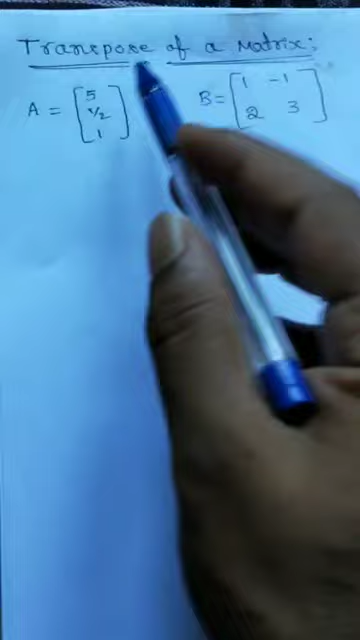 Transpose of a Matrix:
A = [5 1/2 1] B = [1 -1 2 3]